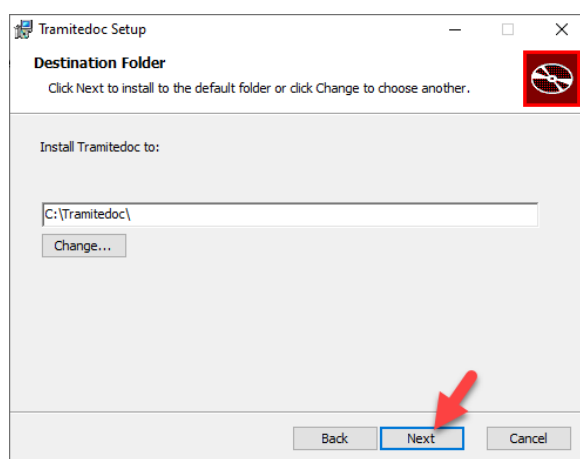 Tramitedoc Setup
Destination Folder
Click Next to install to the default folder or click Change to choose another.
Install Tramitedoc to:
C:\Tramitedoc\
Change...
Back Next Cancel